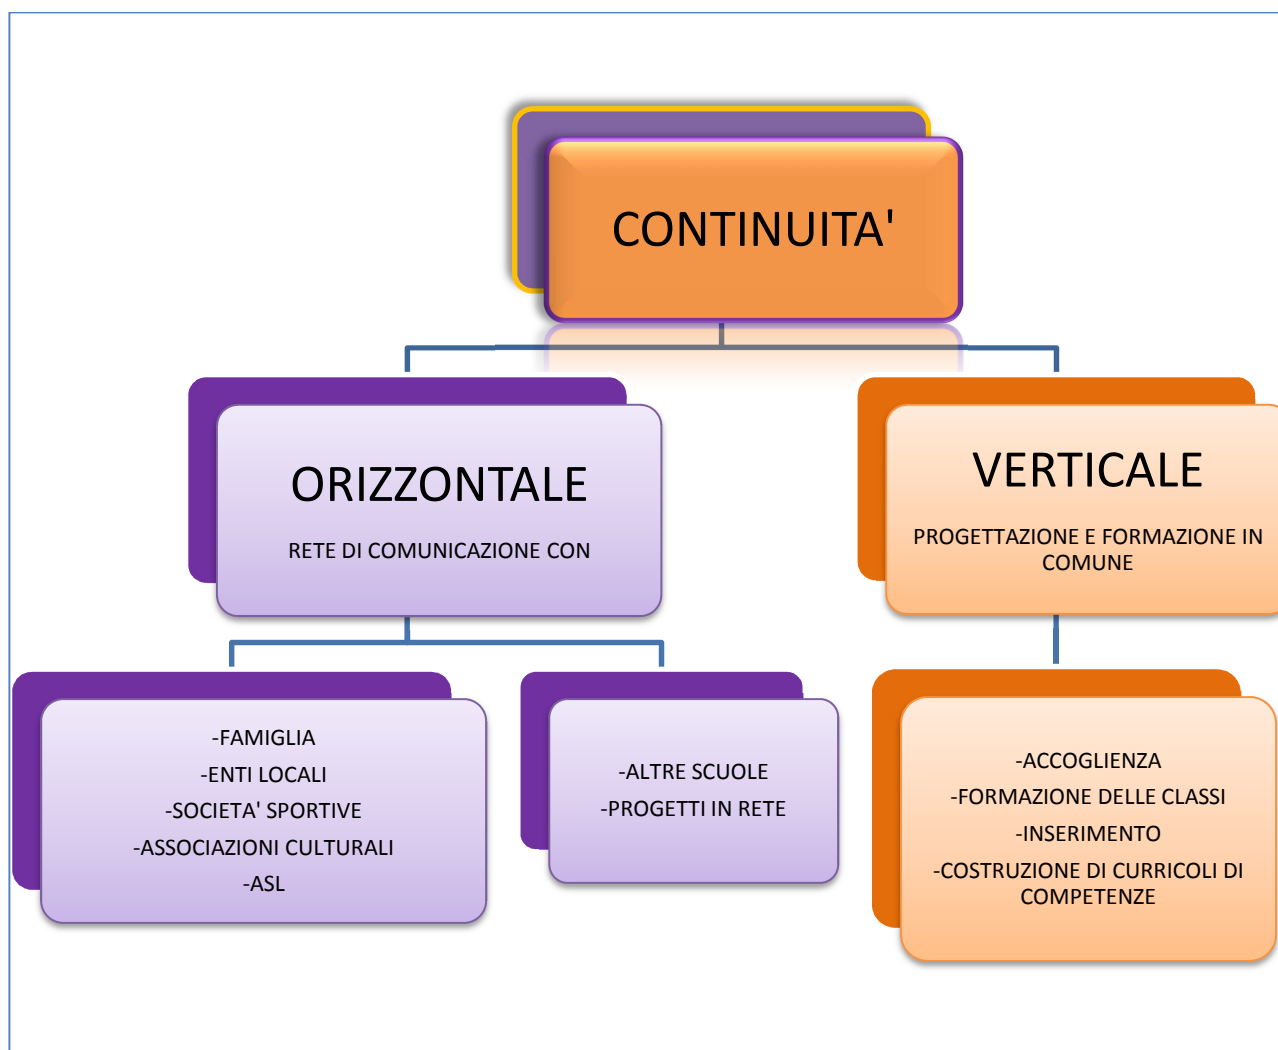 CONTINUITA'
ORIZZONTALE
RETE DI COMUNICAZIONE CON
VERTICALE
PROGETTAZIONE E FORMAZIONE IN
COMUNE
-FAMIGLIA
-ENTI LOCALI
-SOCIETA' SPORTIVE
-ASSOCIAZIONI CULTURALI
-ASL
-ALTRE SCUOLE
-PROGETTI IN RETE
-ACCOGLIENZA
-FORMAZIONE DELLE CLASSI
-INSERIMENTO
-COSTRUZIONE DI CURRICOLI DI
COMPETENZE